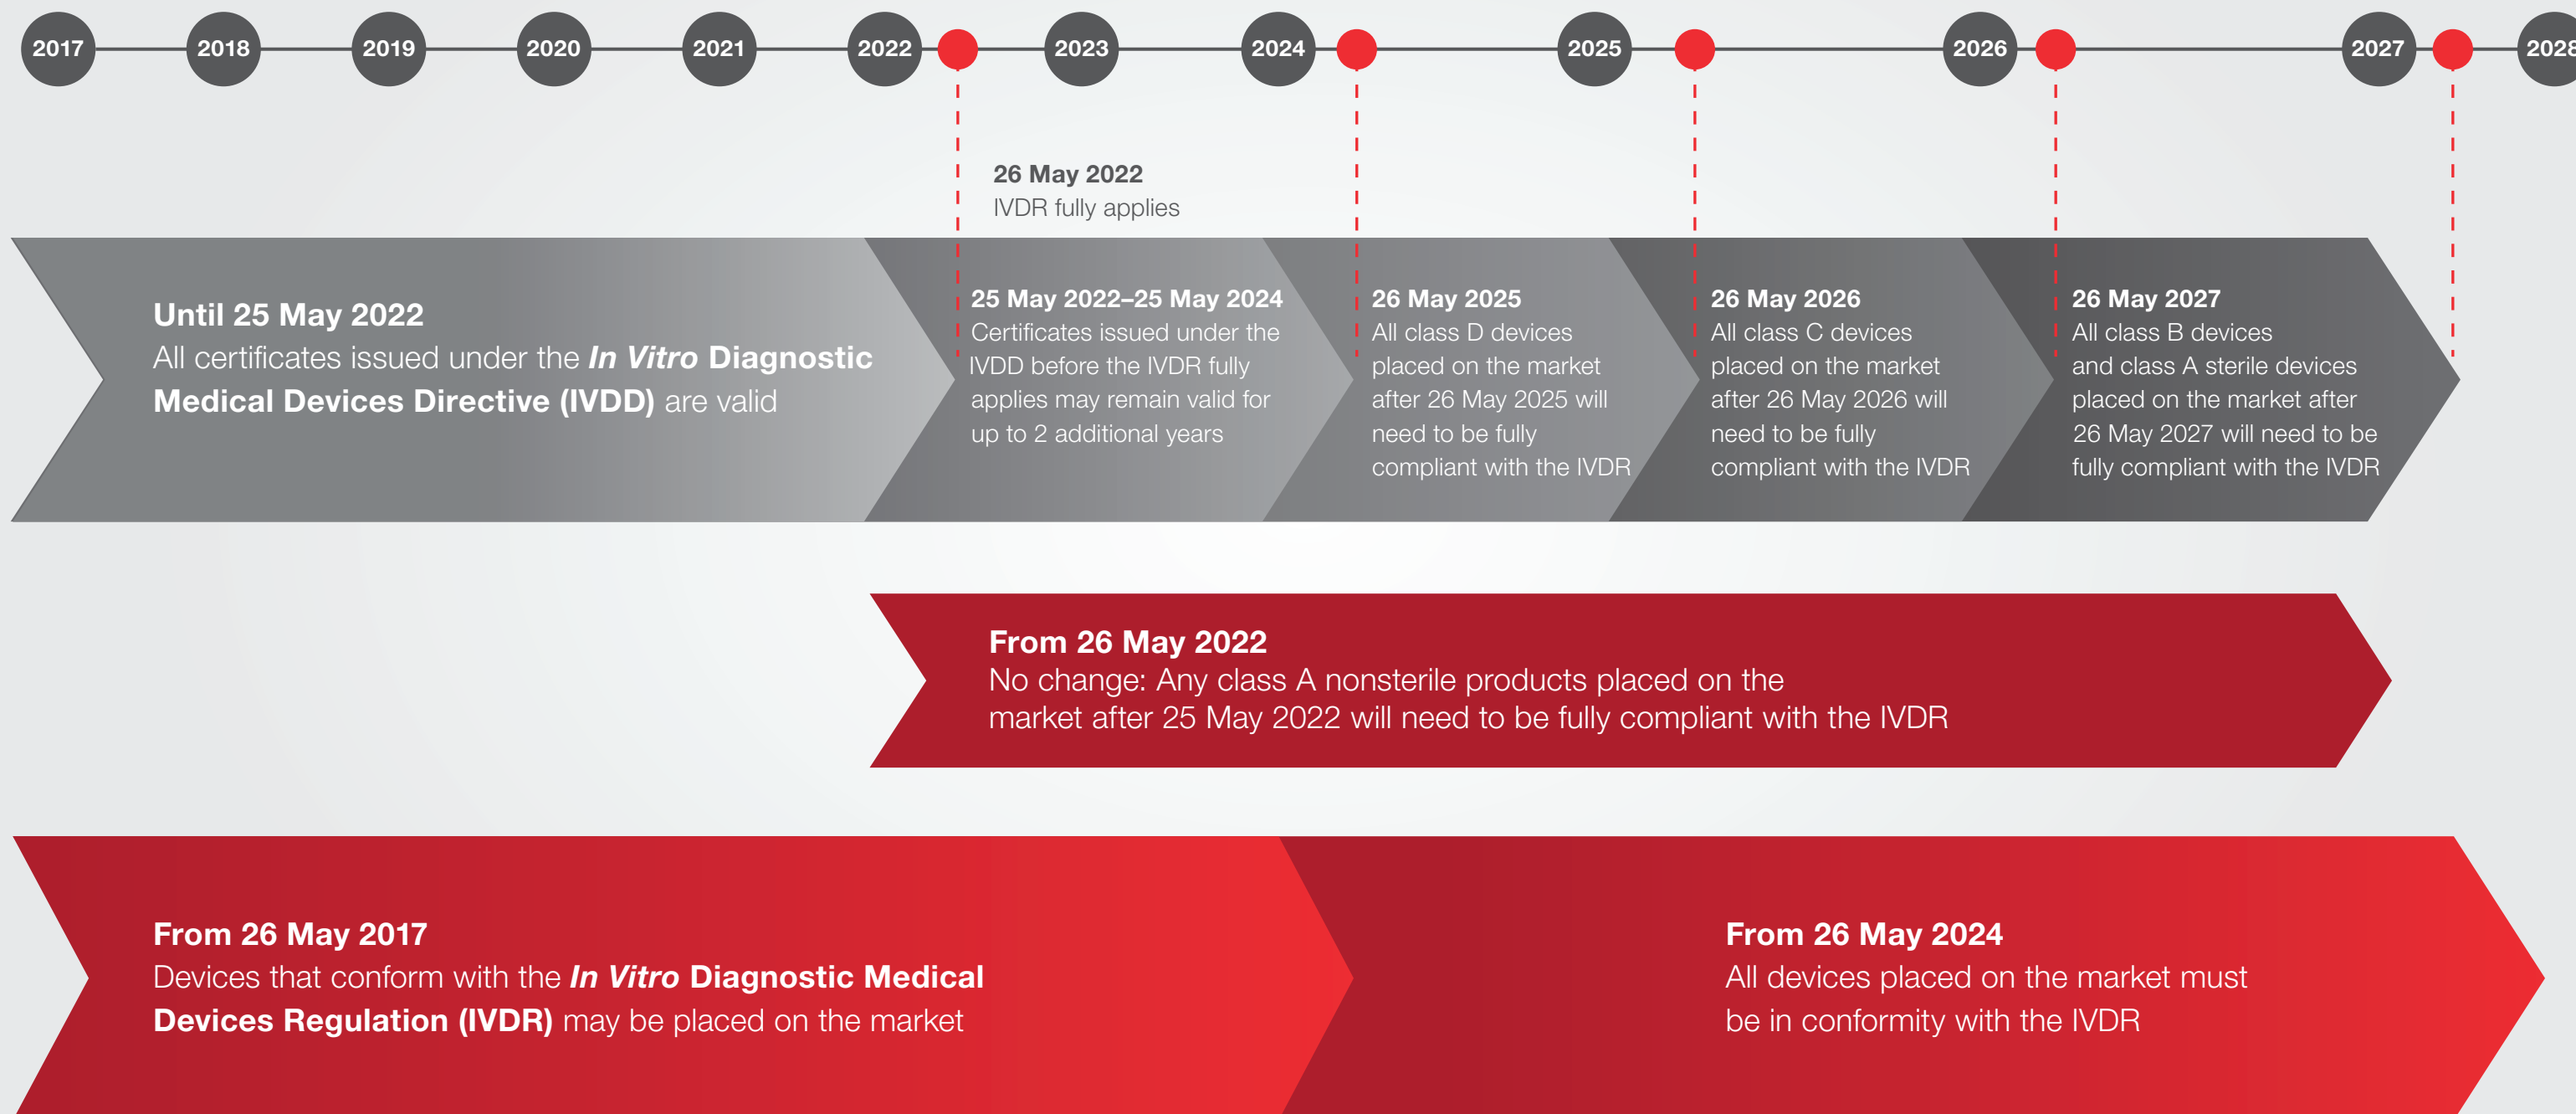 2017 2018 2019 2020 2021 2022 2023 2024 2025 2026 2027 2028
26 May 2022
IVDR fully applies
Until 25 May 2022
All certificates issued under the In Vitro Diagnostic
Medical Devices Directive (IVDD) are valid
25 May 2022–25 May 2024
Certificates issued under the
IVDD before the IVDR fully
applies may remain valid for
up to 2 additional years
26 May 2025
All class D devices
placed on the market
after 26 May 2025 will
need to be fully
compliant with the IVDR
26 May 2026
All class C devices
placed on the market
after 26 May 2026 will
need to be fully
compliant with the IVDR
26 May 2027
All class B devices
and class A sterile devices
placed on the market after
26 May 2027 will need to be
fully compliant with the IVDR
From 26 May 2022
No change: Any class A nonsterile products placed on the
market after 25 May 2022 will need to be fully compliant with the IVDR
From 26 May 2017
Devices that conform with the In Vitro Diagnostic Medical
Devices Regulation (IVDR) may be placed on the market
From 26 May 2024
All devices placed on the market must
be in conformity with the IVDR